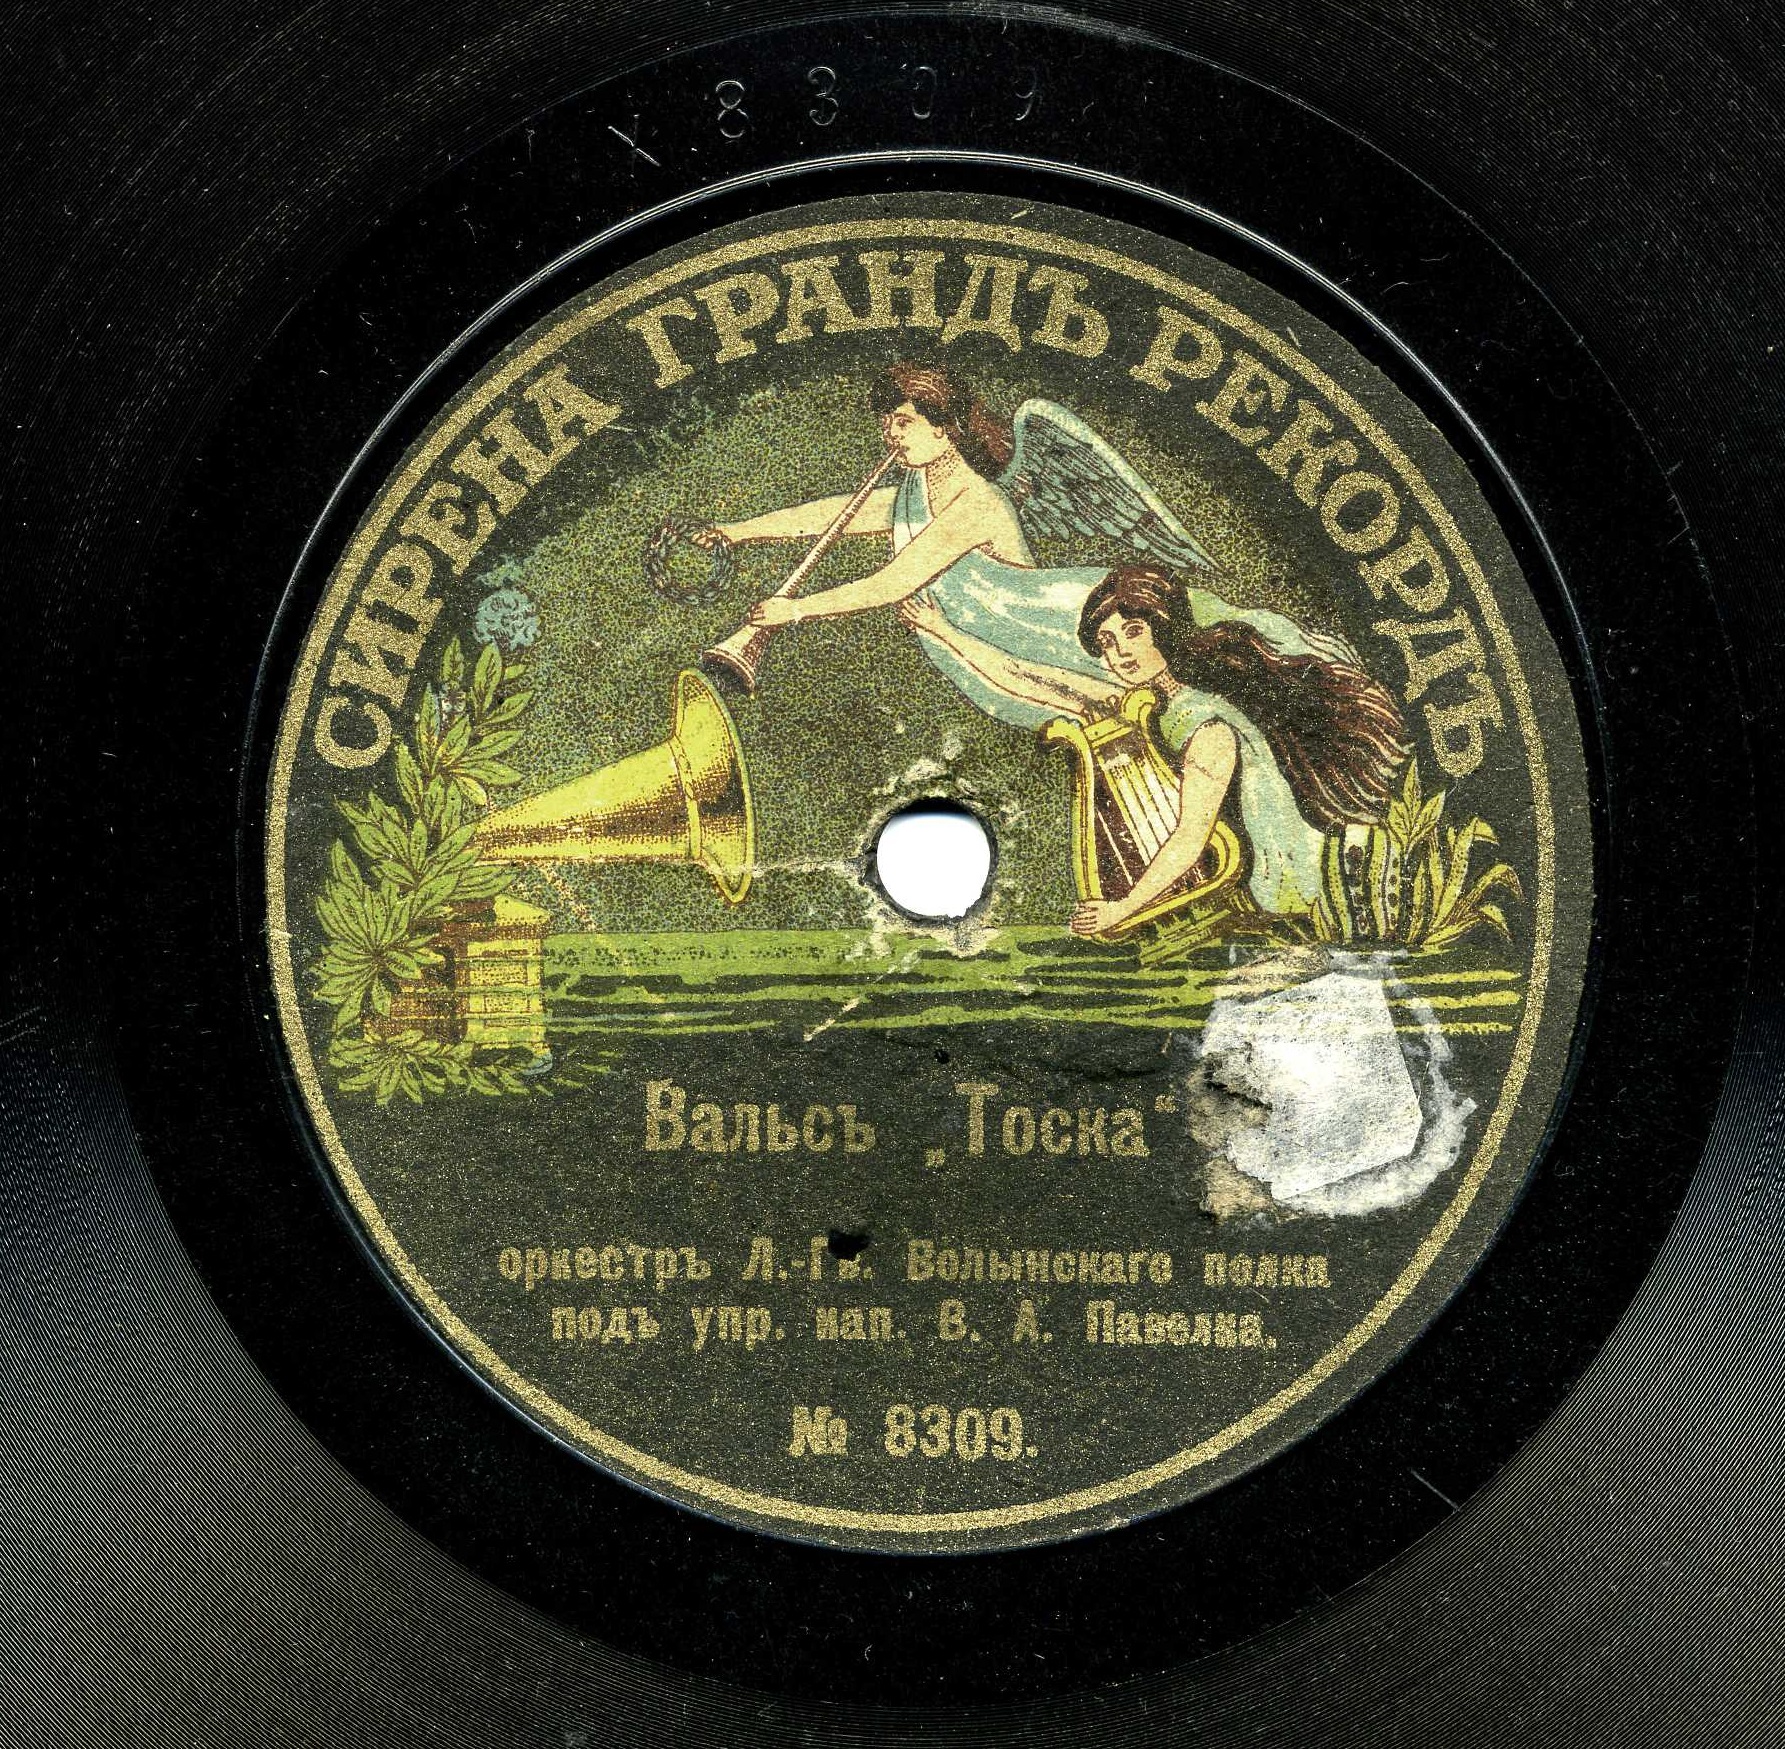 X 8309
СИРЕНА ГРАНДЪ РЕКОРДЪ
Вальсъ „Тоска“
оркестръ Л.-Гв. Волынскаго полка
подъ упр. кап. В. А. Павелка.
№ 8309.